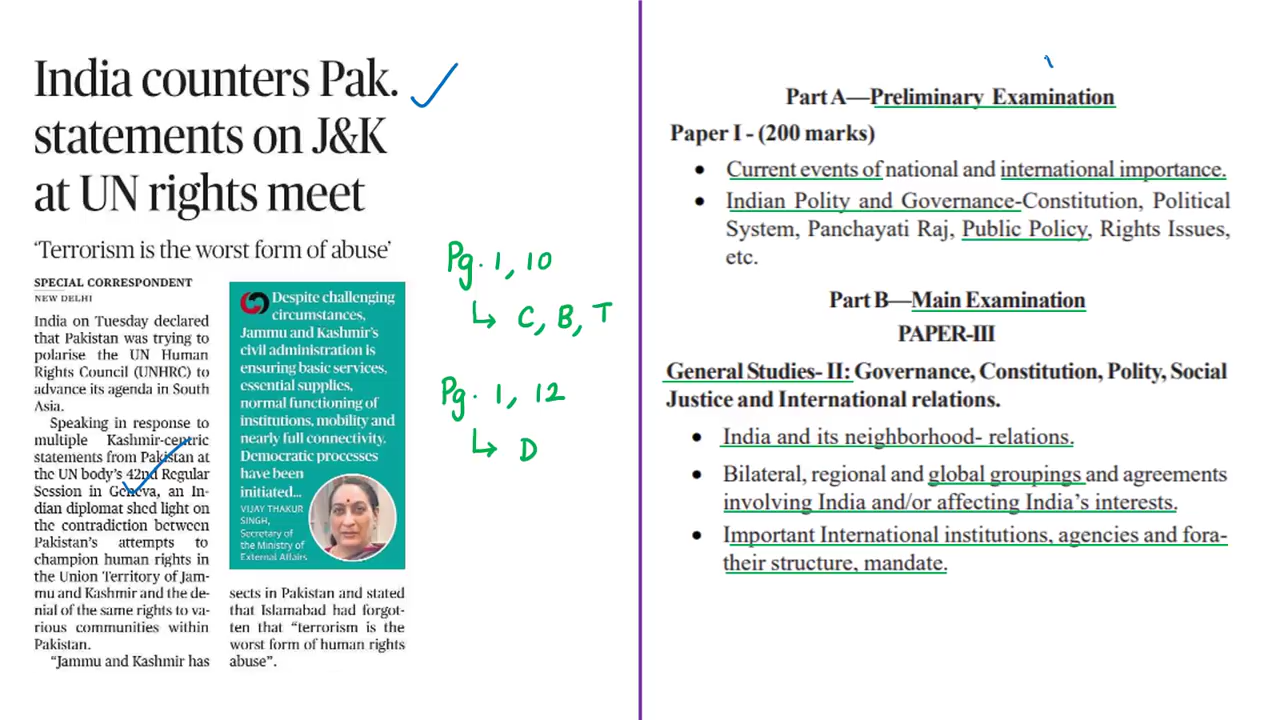 India counters Pak.
statements on J&K
at UN rights meet
‘Terrorism is the worst form of abuse’
SPECIAL CORRESPONDENT
NEW DELHI
India on Tuesday declared
that Pakistan was trying to
polarise the UN Human
Rights Council (UNHRC) to
advance its agenda in South
Asia.
Speaking in response to
multiple Kashmir-centric
statements from Pakistan at
the UN body’s 42nd Regular
Session in Geneva, an In-
dian diplomat shed light on
the contradiction between
Pakistan’s attempts to
champion human rights in
the Union Territory of Jam-
mu and Kashmir and the de-
nial of the same rights to va-
rious communities within
Pakistan.
“Jammu and Kashmir has
Despite challenging
circumstances,
Jammu and Kashmir’s
civil administration is
ensuring basic services,
essential supplies,
normal functioning of
institutions, mobility and
nearly full connectivity.
Democratic processes
have been
initiated...
VIJAY THAKUR
SINGH,
Secretary of
the Ministry of
External Affairs
sects in Pakistan and stated
that Islamabad had forgot-
ten that “terrorism is the
worst form of human rights
abuse”.
Pg. 1, 10
↳ C, B, T
Pg. 1, 12
↳ D
Part A—Preliminary Examination
Paper I - (200 marks)
• Current events of national and international importance.
• Indian Polity and Governance-Constitution, Political
System, Panchayati Raj, Public Policy, Rights Issues,
etc.
Part B—Main Examination
PAPER-III
General Studies- II: Governance, Constitution, Polity, Social
Justice and International relations.
• India and its neighborhood- relations.
• Bilateral, regional and global groupings and agreements
involving India and/or affecting India’s interests.
• Important International institutions, agencies and fora-
their structure, mandate.